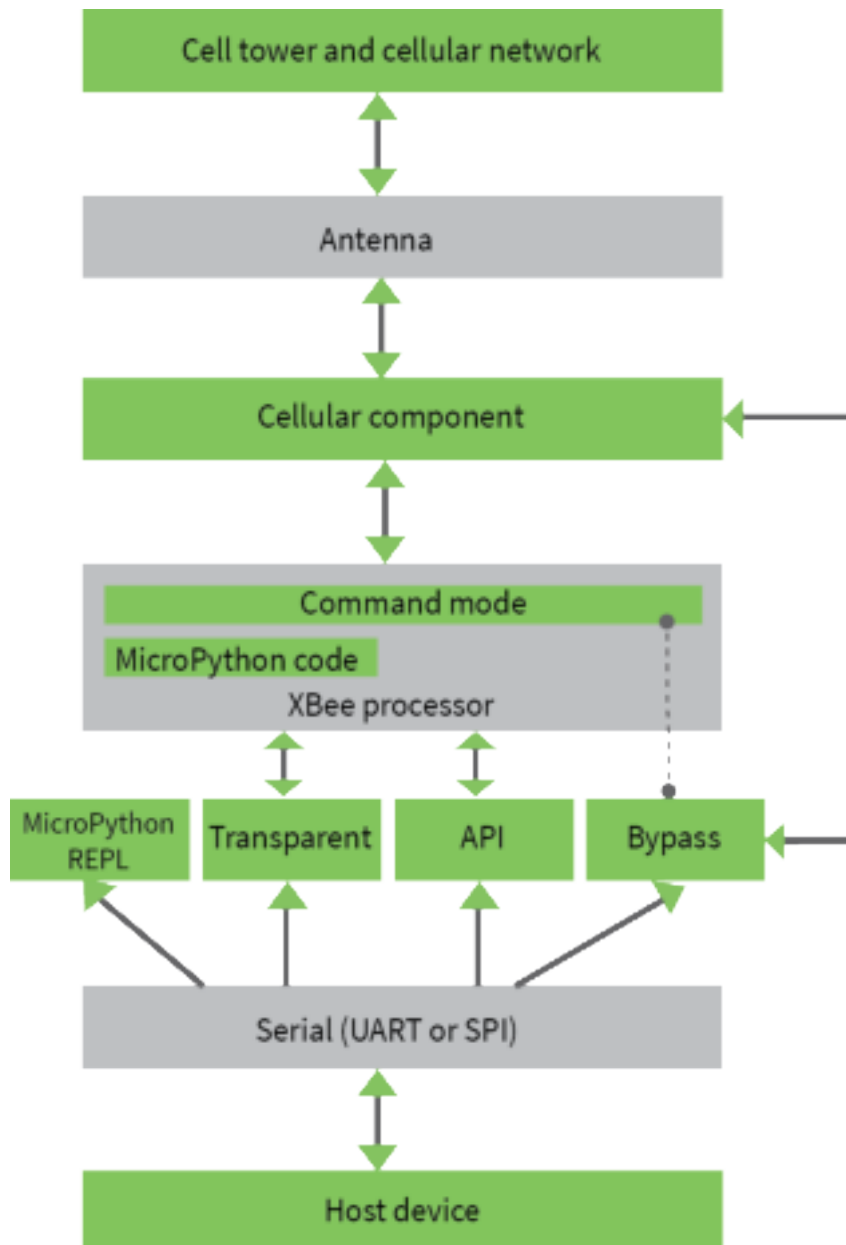 Cell tower and cellular network
Antenna
Cellular component
Command mode
MicroPython code
XBee processor
MicroPython
REPL
Transparent
API
Bypass
Serial (UART or SPI)
Host device